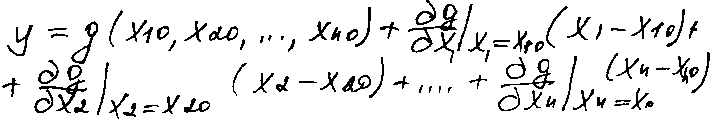 y = g(x10, x20, ..., xn0) + ∂g/∂x1|x1=x10 (x1 − x10) +
+ ∂g/∂x2|x2=x20 (x2 − x20) + .... + ∂g/∂xn|xn=x0 (xn − xn0)